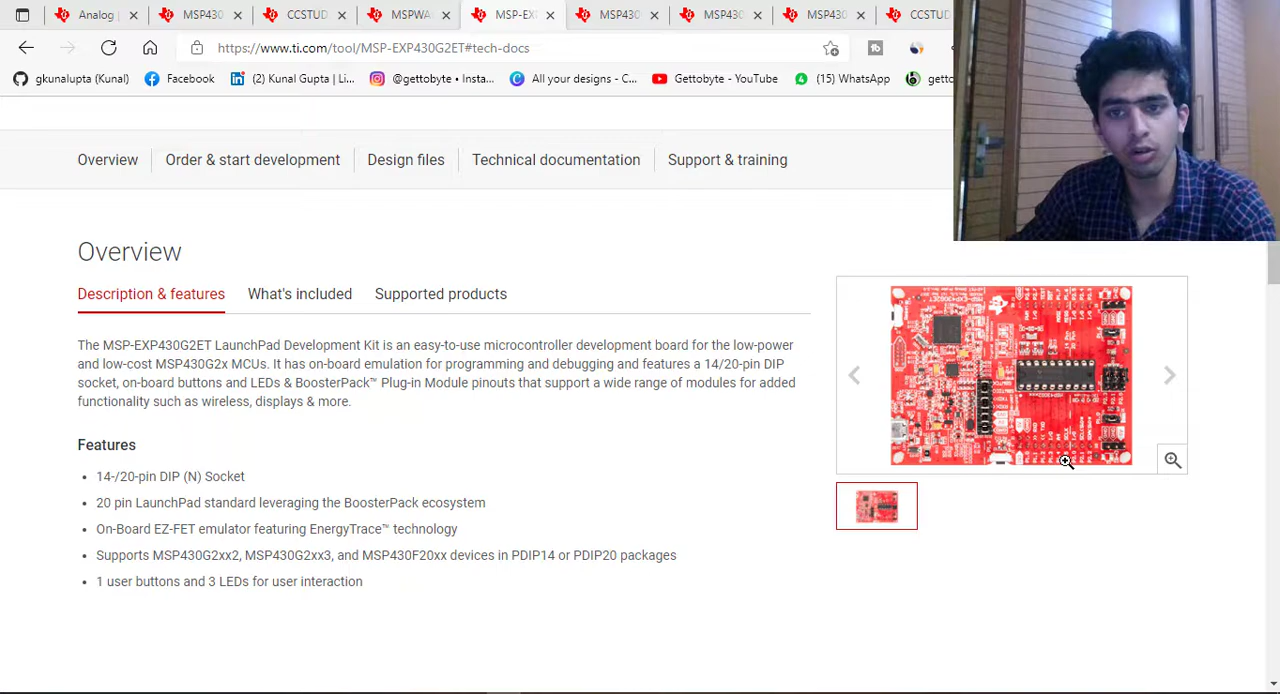 Analog
MSP430
CCSTUD
MSPWA
MSP-EX
MSP430
MSP430
MSP430
CCSTUD
https://www.ti.com/tool/MSP-EXP430G2ET#tech-docs
gkunalupta (Kunal)
Facebook
(2) Kunal Gupta | Li...
@gettobyte • Insta...
All your designs - C...
Gettobyte - YouTube
(15) WhatsApp
getto
Overview
Order & start development
Design files
Technical documentation
Support & training
Overview
Description & features
What's included
Supported products
The MSP-EXP430G2ET LaunchPad Development Kit is an easy-to-use microcontroller development board for the low-power
and low-cost MSP430G2x MCUs. It has on-board emulation for programming and debugging and features a 14/20-pin DIP
socket, on-board buttons and LEDs & BoosterPack™ Plug-in Module pinouts that support a wide range of modules for added
functionality such as wireless, displays & more.
Features
14-/20-pin DIP (N) Socket
20 pin LaunchPad standard leveraging the BoosterPack ecosystem
On-Board EZ-FET emulator featuring EnergyTrace™ technology
Supports MSP430G2xx2, MSP430G2xx3, and MSP430F20xx devices in PDIP14 or PDIP20 packages
1 user buttons and 3 LEDs for user interaction